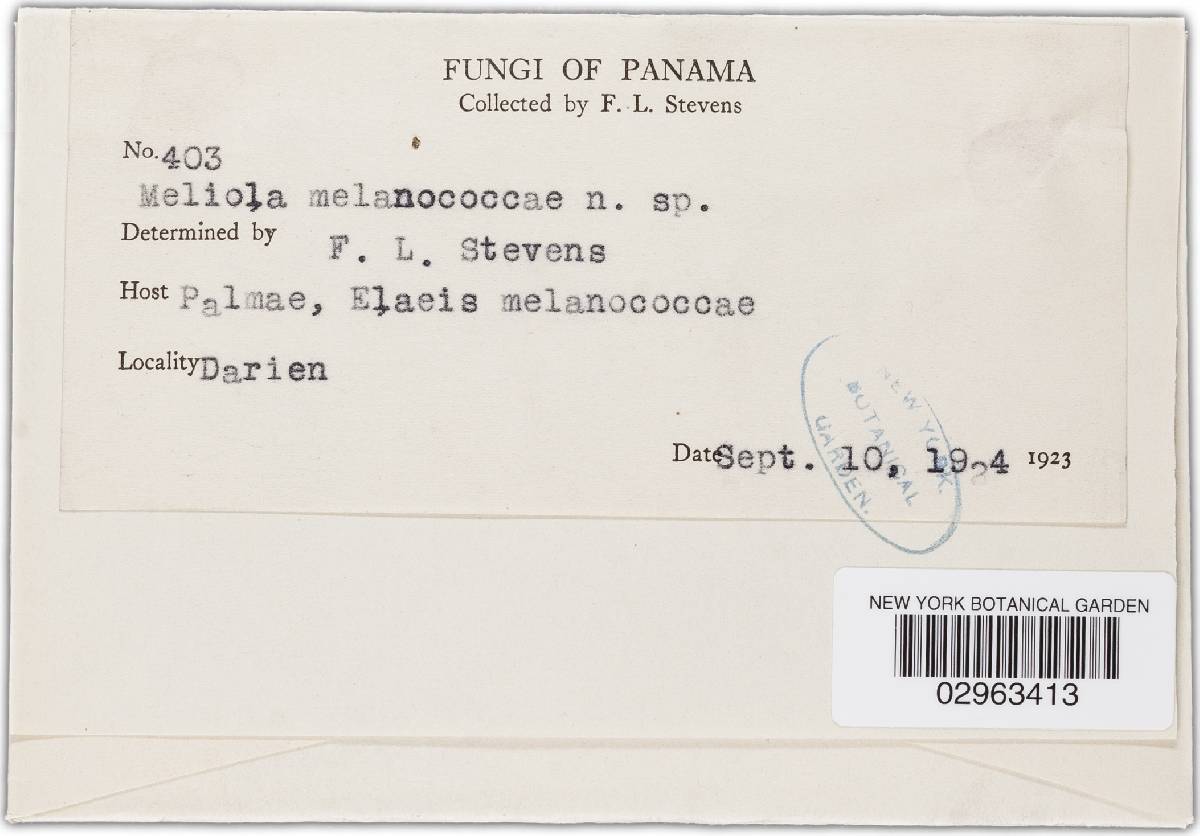 FUNGI OF PANAMA
Collected by F. L. Stevens
No. 403
Meliola melanococcae n. sp.
Determined by F. L. Stevens
Host Palmae, Elaeis melanococcae
Locality Darien
Date Sept. 10, 1924 1923
NEW YORK
BOTANICAL
GARDEN.
NEW YORK BOTANICAL GARDEN
02963413